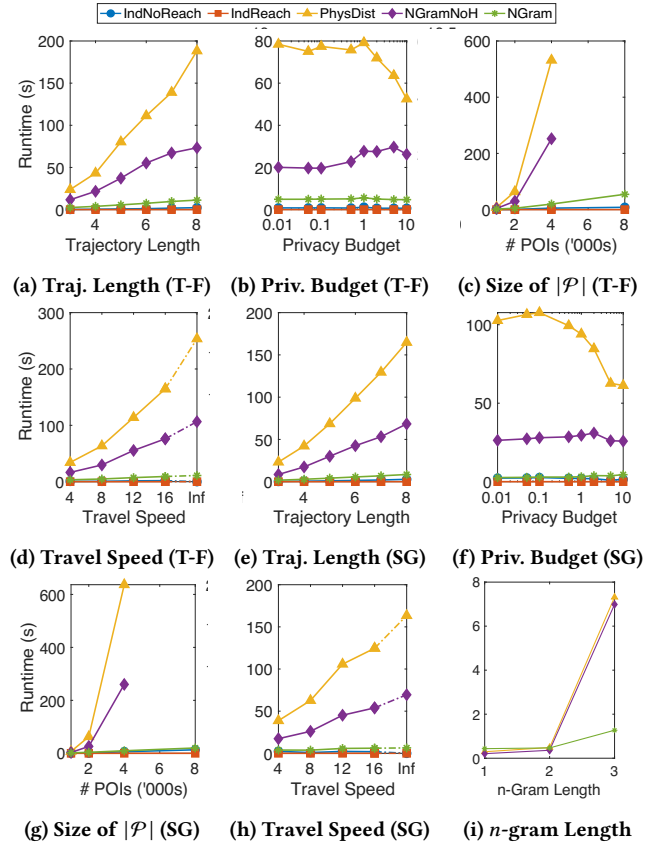 IndNoReach IndReach PhysDist NGramNoH NGram
Runtime (s)
200
150
100
50
0
4 6 8
Trajectory Length
80
60
40
20
0
0.01 0.1 1 10
Privacy Budget
600
400
200
0
2 4 8
# POIs ('000s)
(a) Traj. Length (T-F) (b) Priv. Budget (T-F) (c) Size of |𝒫| (T-F)
Runtime (s)
300
200
100
0
4 8 12 16 Inf
Travel Speed
200
150
100
50
0
4 6 8
Trajectory Length
100
50
0
0.01 0.1 1 10
Privacy Budget
(d) Travel Speed (T-F) (e) Traj. Length (SG) (f) Priv. Budget (SG)
Runtime (s)
600
400
200
0
2 4 8
# POIs ('000s)
200
150
100
50
0
4 8 12 16 Inf
Travel Speed
8
6
4
2
0
1 2 3
n-Gram Length
(g) Size of |𝒫| (SG) (h) Travel Speed (SG) (i) n-gram Length